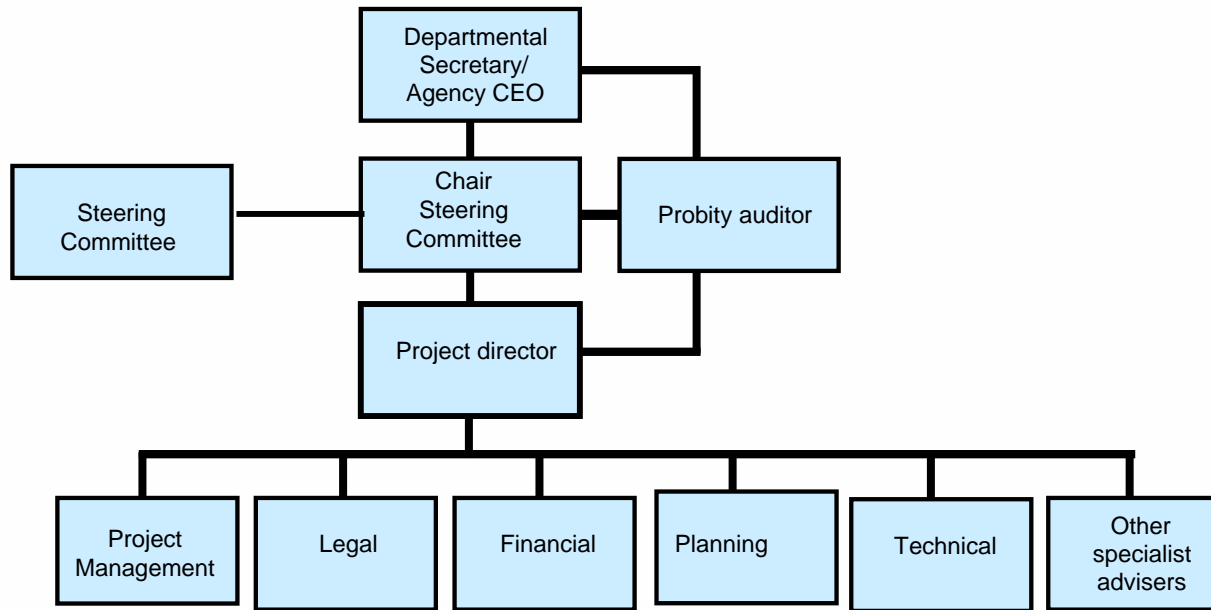 Departmental
Secretary/
Agency CEO
Steering
Committee
Chair
Steering
Committee
Probity auditor
Project director
Project
Management
Legal
Financial
Planning
Technical
Other
specialist
advisers